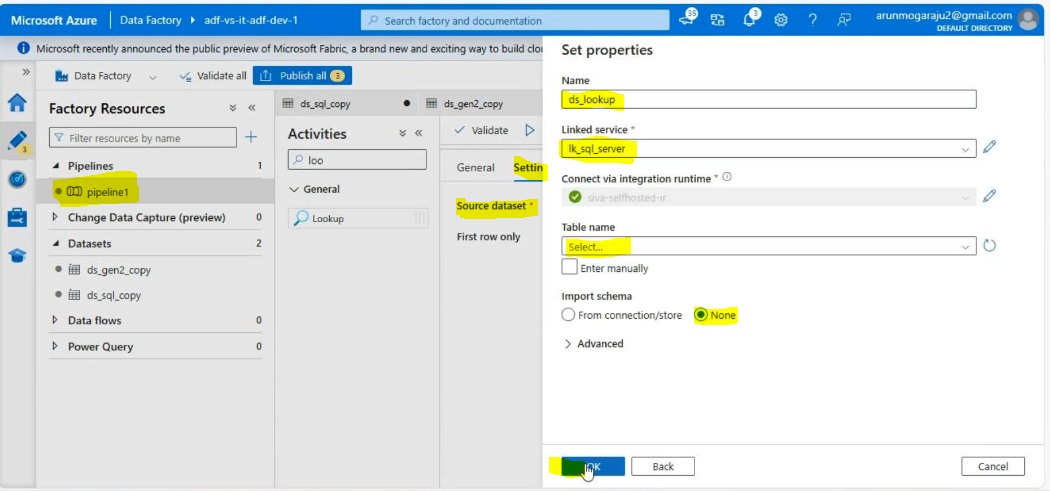 Microsoft Azure Data Factory adf-vs-it-adf-dev-1 Search factory and documentation 35 3 arunmogaraju2@gmail.com
DEFAULT DIRECTORY
Microsoft recently announced the public preview of Microsoft Fabric, a brand new and exciting way to build clou
Data Factory Validate all Publish all 3
Factory Resources
Filter resources by name
Pipelines 1
pipeline1
Change Data Capture (preview) 0
Datasets 2
ds_gen2_copy
ds_sql_copy
Data flows 0
Power Query 0
3
ds_sql_copy ds_gen2_copy
Activities
loo
General
Lookup
Validate
General Settin
Source dataset *
First row only
Set properties
Name
ds_lookup
Linked service *
lk_sql_server
Connect via integration runtime *
siva-selfhosted-ir
Table name
Select...
Enter manually
Import schema
From connection/store None
Advanced
OK Back Cancel